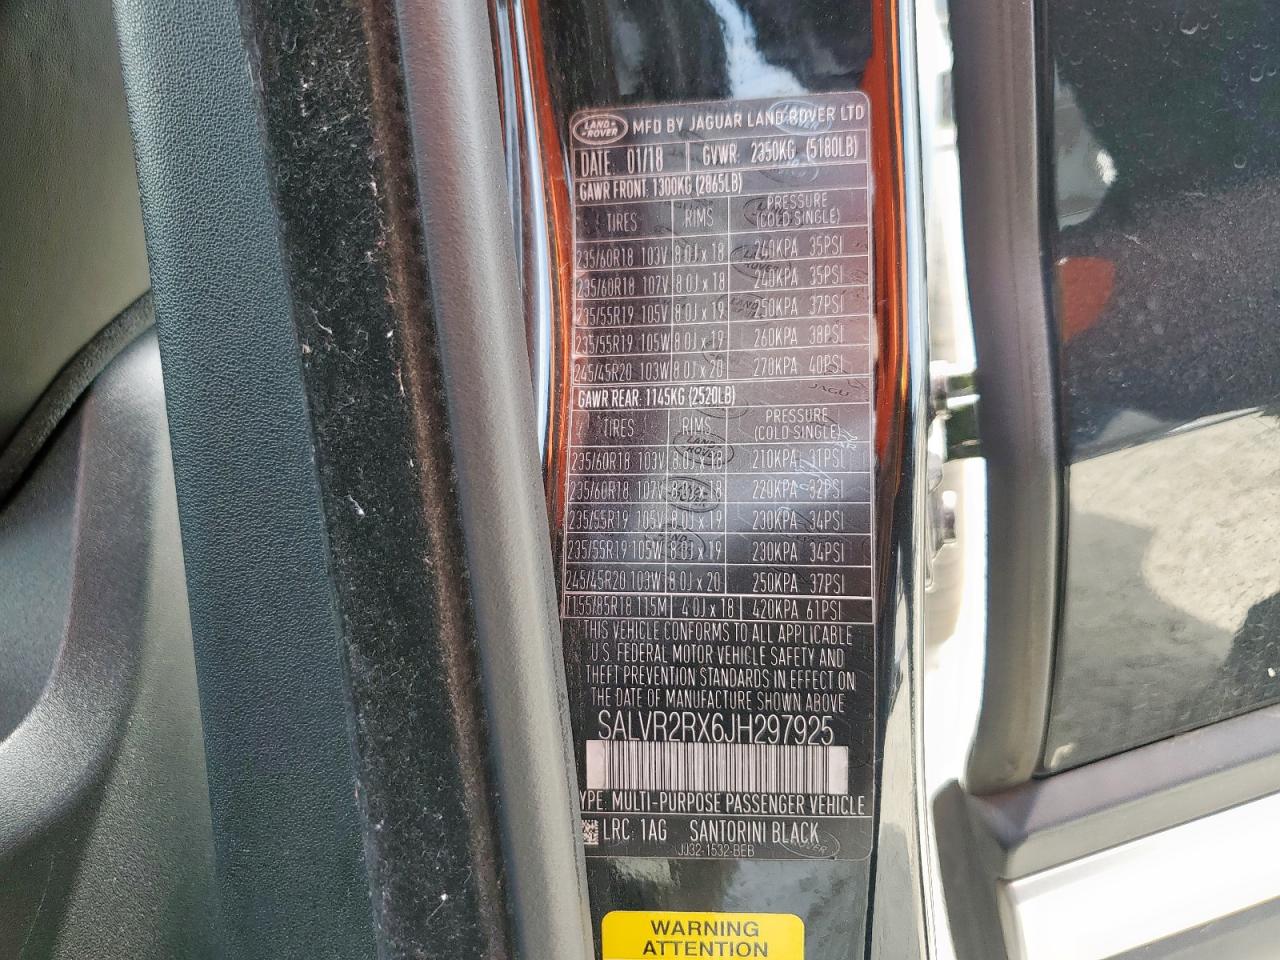 LAND ROVER MFD BY JAGUAR LAND ROVER LTD
DATE: 01/18 GVWR: 2350KG (5180LB)
GAWR FRONT: 1300KG (2865LB)
TIRES RIMS PRESSURE (COLD SINGLE)
235/60R18 103V 8.0J x 18 240KPA 35PSI
235/60R18 107V 8.0J x 18 240KPA 35PSI
235/55R19 105V 8.0J x 19 250KPA 37PSI
235/55R19 105W 8.0J x 19 260KPA 38PSI
245/45R20 103W 8.0J x 20 270KPA 40PSI
GAWR REAR: 1145KG (2520LB)
TIRES RIMS PRESSURE (COLD SINGLE)
235/60R18 103V 8.0J x 18 210KPA 31PSI
235/60R18 107V 8.0J x 18 220KPA 32PSI
235/55R19 105V 8.0J x 19 230KPA 34PSI
235/55R19 105W 8.0J x 19 230KPA 34PSI
245/45R20 103W 8.0J x 20 250KPA 37PSI
T155/85R18 115M 4.0J x 18 420KPA 61PSI
THIS VEHICLE CONFORMS TO ALL APPLICABLE
U.S. FEDERAL MOTOR VEHICLE SAFETY AND
THEFT PREVENTION STANDARDS IN EFFECT ON
THE DATE OF MANUFACTURE SHOWN ABOVE
SALVR2RX6JH297925
YPE: MULTI-PURPOSE PASSENGER VEHICLE
LRC: 1AG SANTORINI BLACK
JJ32-1532-BEB
WARNING
ATTENTION